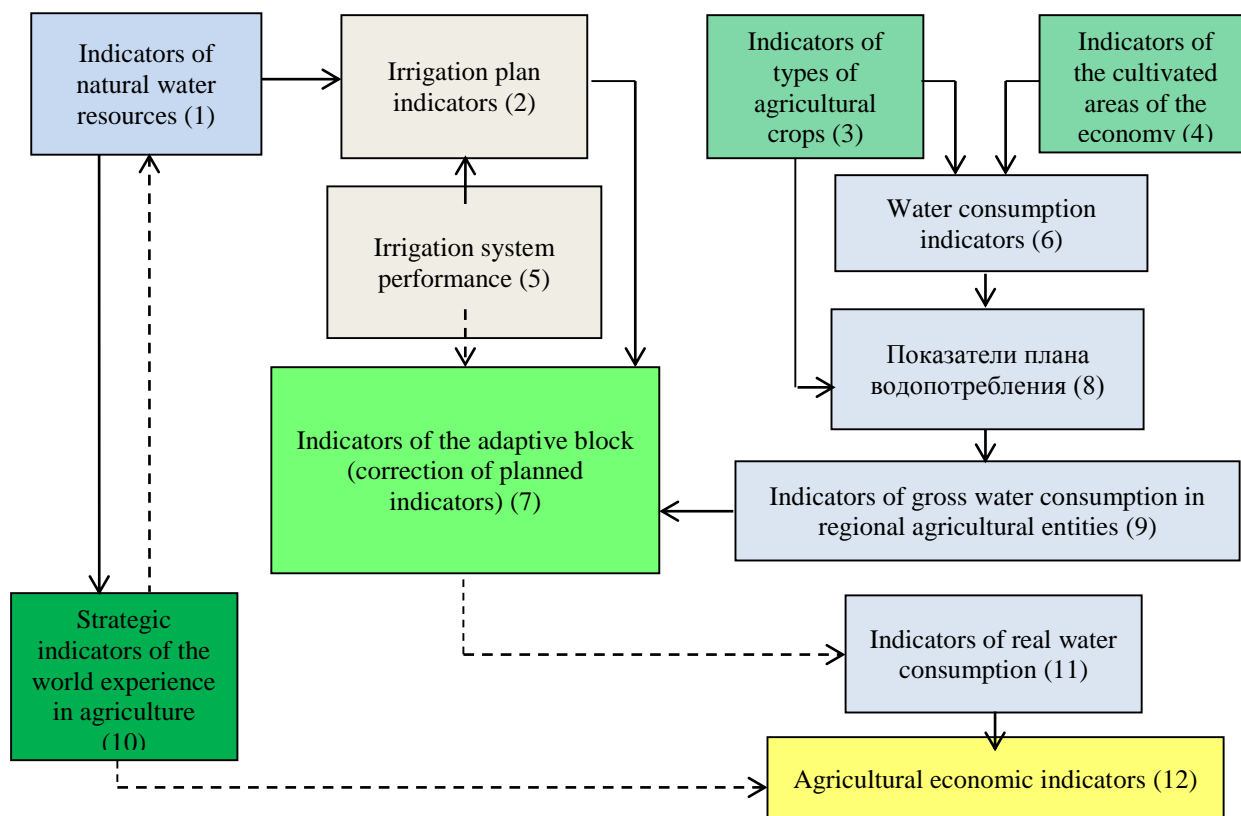 Indicators of
natural water
resources (1)
Irrigation plan
indicators (2)
Indicators of
types of
agricultural
crops (3)
Indicators of
the cultivated
areas of the
economy (4)
Irrigation system
performance (5)
Water consumption
indicators (6)
Показатели плана
водопотребления (8)
Indicators of the adaptive block
(correction of planned
indicators) (7)
Indicators of gross water consumption in
regional agricultural entities (9)
Strategic
indicators of the
world experience
in agriculture
(10)
Indicators of real water
consumption (11)
Agricultural economic indicators (12)